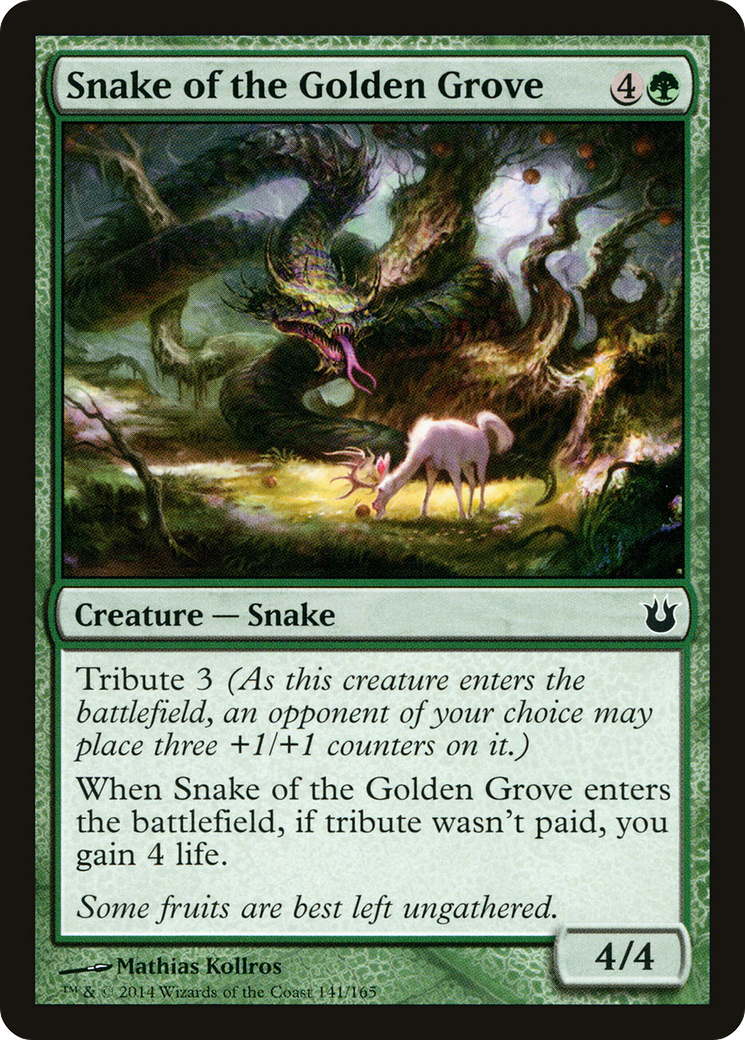 Snake of the Golden Grove 4
Creature — Snake
Tribute 3 (As this creature enters the
battlefield, an opponent of your choice may
place three +1/+1 counters on it.)
When Snake of the Golden Grove enters
the battlefield, if tribute wasn't paid, you
gain 4 life.
Some fruits are best left ungathered.
4/4
Mathias Kollros
™ & © 2014 Wizards of the Coast 141/165